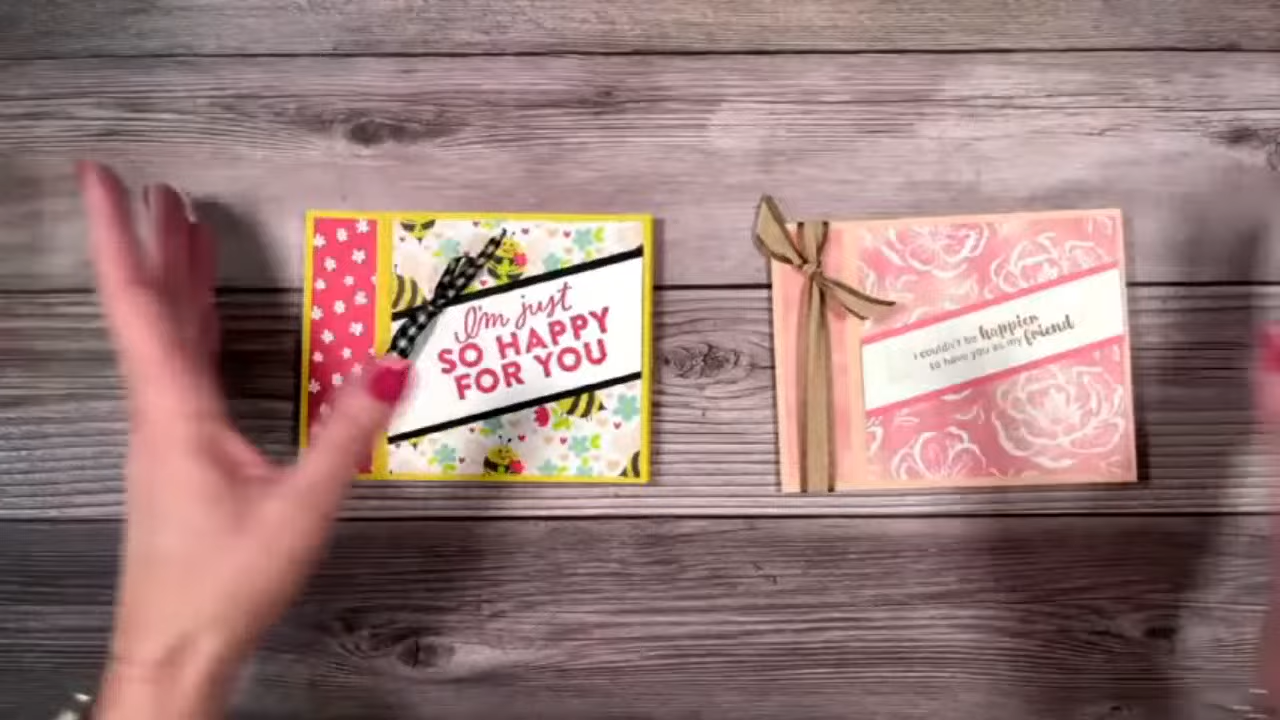 I'm just
SO HAPPY
FOR YOU
i couldn't be happier
to have you as my friend